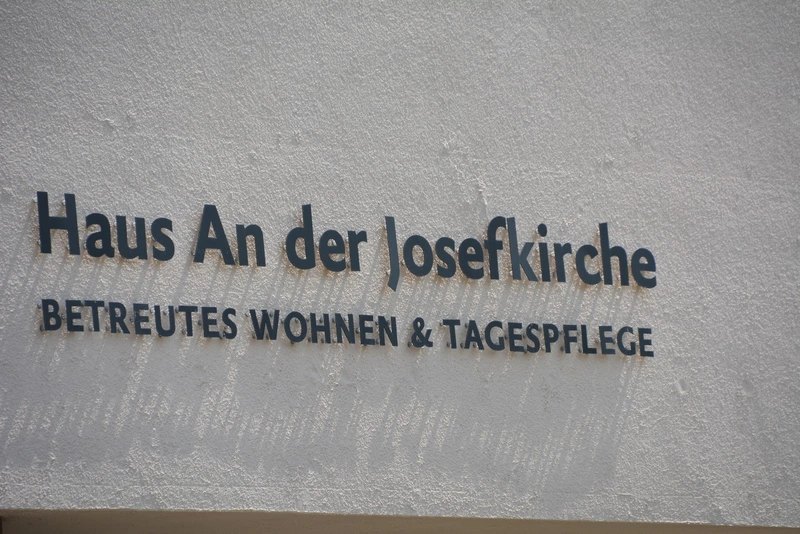 Haus An der Josefkirche
BETREUTES WOHNEN & TAGESPFLEGE